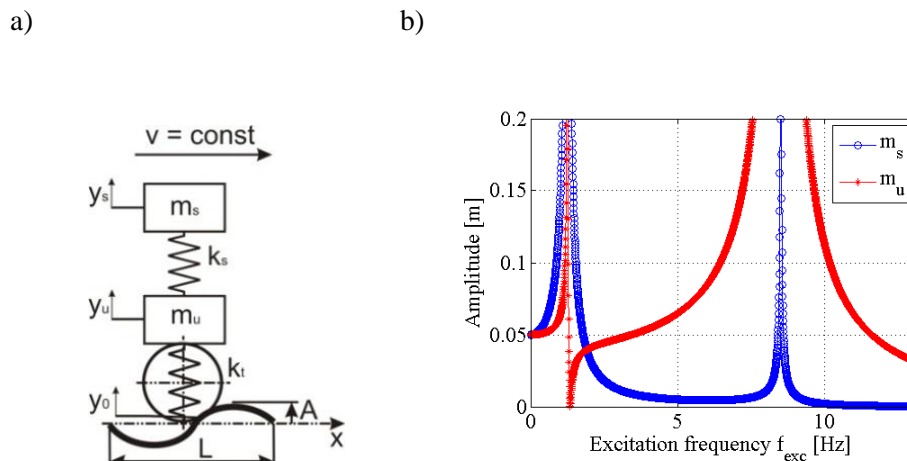 a)
b)
v = const
y_s
m_s
k_s
y_u
m_u
k_t
y_0
A
x
L
0.2
0.15
0.1
0.05
0
Amplitude [m]
m_s
m_u
0 5 10
Excitation frequency f_exc [Hz]